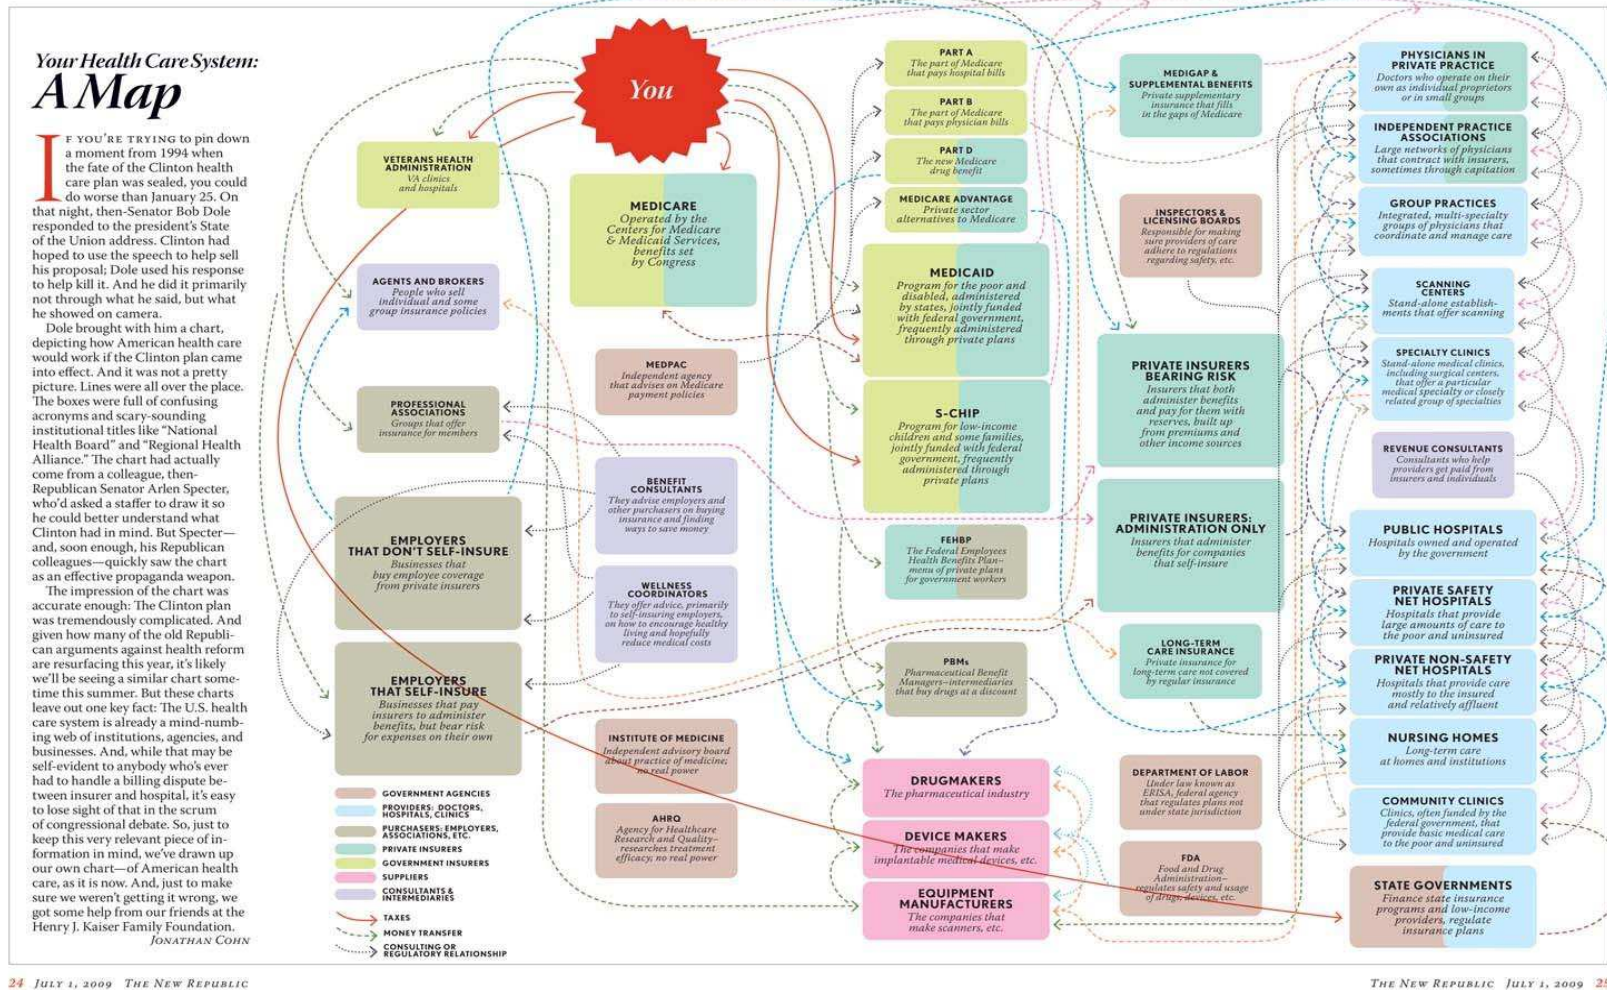 Your Health Care System:
A Map
IF YOU'RE TRYING to pin down
a moment from 1994 when
the fate of the Clinton health
care plan was sealed, you could
do worse than January 25. On
that night, then-Senator Bob Dole
responded to the president's State
of the Union address. Clinton had
hoped to use the speech to help sell
his proposal; Dole used his response
to help kill it. And he did it primarily
not through what he said, but what
he showed on camera.
Dole brought with him a chart,
depicting how American health care
would work if the Clinton plan came
into effect. And it was not a pretty
picture. Lines were all over the place.
The boxes were full of confusing
acronyms and scary-sounding
institutional titles like "National
Health Board" and "Regional Health
Alliance." The chart had actually
come from a colleague, then-
Republican Senator Arlen Specter,
who'd asked a staffer to draw it so
he could better understand what
Clinton had in mind. But Specter—
and, soon enough, his Republican
colleagues—quickly saw the chart
as an effective propaganda weapon.
The impression of the chart was
accurate enough: The Clinton plan
was tremendously complicated. And
given how many of the old Republi-
can arguments against health reform
are resurfacing this year, it's likely
we'll be seeing a similar chart some-
time this summer. But these charts
leave out one key fact: The U.S. health
care system is already a mind-numb-
ing web of institutions, agencies, and
businesses. And, while that may be
self-evident to anybody who's ever
had to handle a billing dispute be-
tween insurer and hospital, it's easy
to lose sight of that in the scrum
of congressional debate. So, just to
keep this very relevant piece of in-
formation in mind, we've drawn up
our own chart—of American health
care, as it is now. And, just to make
sure we weren't getting it wrong, we
got some help from our friends at the
Henry J. Kaiser Family Foundation.
JONATHAN COHN
You
VETERANS HEALTH
ADMINISTRATION
VA clinics
and hospitals
AGENTS AND BROKERS
People who sell
individual and some
group insurance policies
PROFESSIONAL
ASSOCIATIONS
Groups that offer
insurance for members
EMPLOYERS
THAT DON'T SELF-INSURE
Businesses that
buy employee coverage
from private insurers
EMPLOYERS
THAT SELF-INSURE
Businesses that pay
insurers to administer
benefits, but bear risk
for expenses on their own
GOVERNMENT AGENCIES
PROVIDERS: DOCTORS,
HOSPITALS, CLINICS
PURCHASERS: EMPLOYERS,
ASSOCIATIONS, ETC.
PRIVATE INSURERS
GOVERNMENT INSURERS
SUPPLIERS
CONSULTANTS &
INTERMEDIARIES
TAXES
MONEY TRANSFER
CONSULTING OR
REGULATORY RELATIONSHIP
MEDICARE
Operated by the
Centers for Medicare
& Medicaid Services,
benefits set
by Congress
MEDPAC
Independent agency
that advises on Medicare
payment policies
BENEFIT
CONSULTANTS
They advise employers and
other purchasers on buying
insurance and finding
ways to save money
WELLNESS
COORDINATORS
They offer advice, primarily
to self-insuring employers,
on how to encourage healthy
living and hopefully
reduce medical costs
INSTITUTE OF MEDICINE
Independent advisory board
about practice of medicine;
no real power
AHRQ
Agency for Healthcare
Research and Quality—
researches treatment
efficacy; no real power
PART A
The part of Medicare
that pays hospital bills
PART B
The part of Medicare
that pays physician bills
PART D
The new Medicare
drug benefit
MEDICARE ADVANTAGE
Private sector
alternatives to Medicare
MEDICAID
Program for the poor and
disabled, administered
by states, jointly funded
with federal government,
frequently administered
through private plans
S-CHIP
Program for low-income
children and some families,
jointly funded with federal
government, frequently
administered through
private plans
FEHBP
The Federal Employees
Health Benefits Plan—
menu of private plans
for government workers
PBMs
Pharmaceutical Benefit
Managers—intermediaries
that buy drugs at a discount
DRUGMAKERS
The pharmaceutical industry
DEVICE MAKERS
The companies that make
implantable medical devices, etc.
EQUIPMENT
MANUFACTURERS
The companies that
make scanners, etc.
MEDIGAP &
SUPPLEMENTAL BENEFITS
Private supplementary
insurance that fills
in the gaps of Medicare
INSPECTORS &
LICENSING BOARDS
Responsible for making
sure providers of care
adhere to regulations
regarding safety, etc.
PRIVATE INSURERS
BEARING RISK
Insurers that both
administer benefits
and pay for them with
reserves, built up
from premiums and
other income sources
PRIVATE INSURERS:
ADMINISTRATION ONLY
Insurers that administer
benefits for companies
that self-insure
LONG-TERM
CARE INSURANCE
Private insurance for
long-term care not covered
by regular insurance
DEPARTMENT OF LABOR
Under law known as
ERISA, federal agency
that regulates plans not
under state jurisdiction
FDA
Food and Drug
Administration—
regulates safety and usage
of drugs, devices, etc.
PHYSICIANS IN
PRIVATE PRACTICE
Doctors who operate on their
own as individual proprietors
or in small groups
INDEPENDENT PRACTICE
ASSOCIATIONS
Large networks of physicians
that contract with insurers,
sometimes through capitation
GROUP PRACTICES
Integrated, multi-specialty
groups of physicians that
coordinate and manage care
SCANNING
CENTERS
Stand-alone establish-
ments that offer scanning
SPECIALTY CLINICS
Stand-alone medical clinics,
including surgical centers,
that offer a particular
medical specialty or closely
related group of specialties
REVENUE CONSULTANTS
Consultants who help
providers get paid from
insurers and individuals
PUBLIC HOSPITALS
Hospitals owned and operated
by the government
PRIVATE SAFETY
NET HOSPITALS
Hospitals that provide
large amounts of care to
the poor and uninsured
PRIVATE NON-SAFETY
NET HOSPITALS
Hospitals that provide care
mostly to the insured
and relatively affluent
NURSING HOMES
Long-term care
at homes and institutions
COMMUNITY CLINICS
Clinics, often funded by the
federal government, that
provide basic medical care
to the poor and uninsured
STATE GOVERNMENTS
Finance state insurance
programs and low-income
providers, regulate
insurance plans
24 JULY 1, 2009 THE NEW REPUBLIC
THE NEW REPUBLIC JULY 1, 2009 25